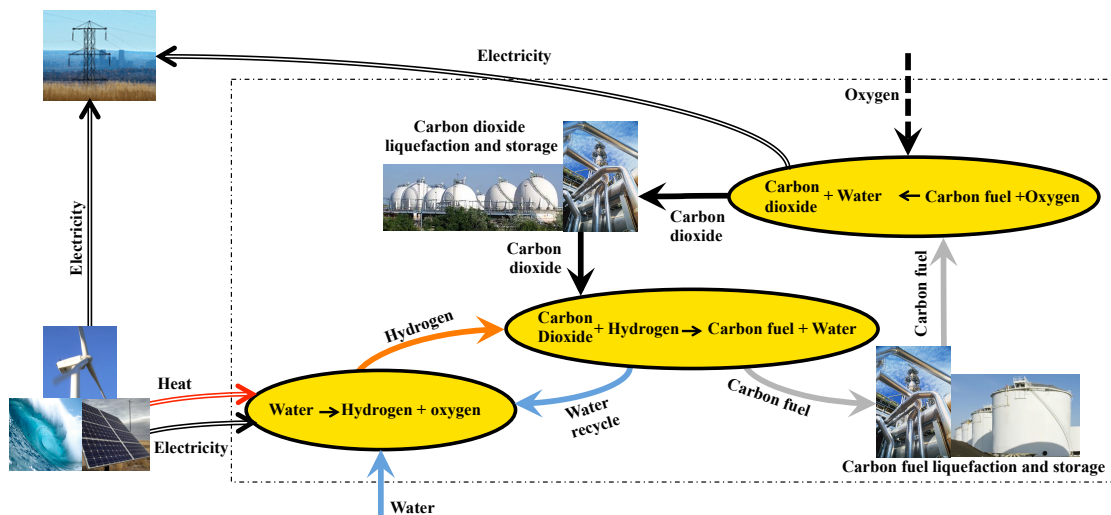 Electricity
Oxygen
Carbon dioxide
liquefaction and storage
Carbon
dioxide + Water ← Carbon fuel +Oxygen
Carbon
dioxide
Electricity
Carbon
dioxide
Carbon fuel
Hydrogen
Carbon
Dioxide + Hydrogen → Carbon fuel + Water
Heat
Water → Hydrogen + oxygen
Water
recycle
Carbon fuel
Electricity
Carbon fuel liquefaction and storage
Water